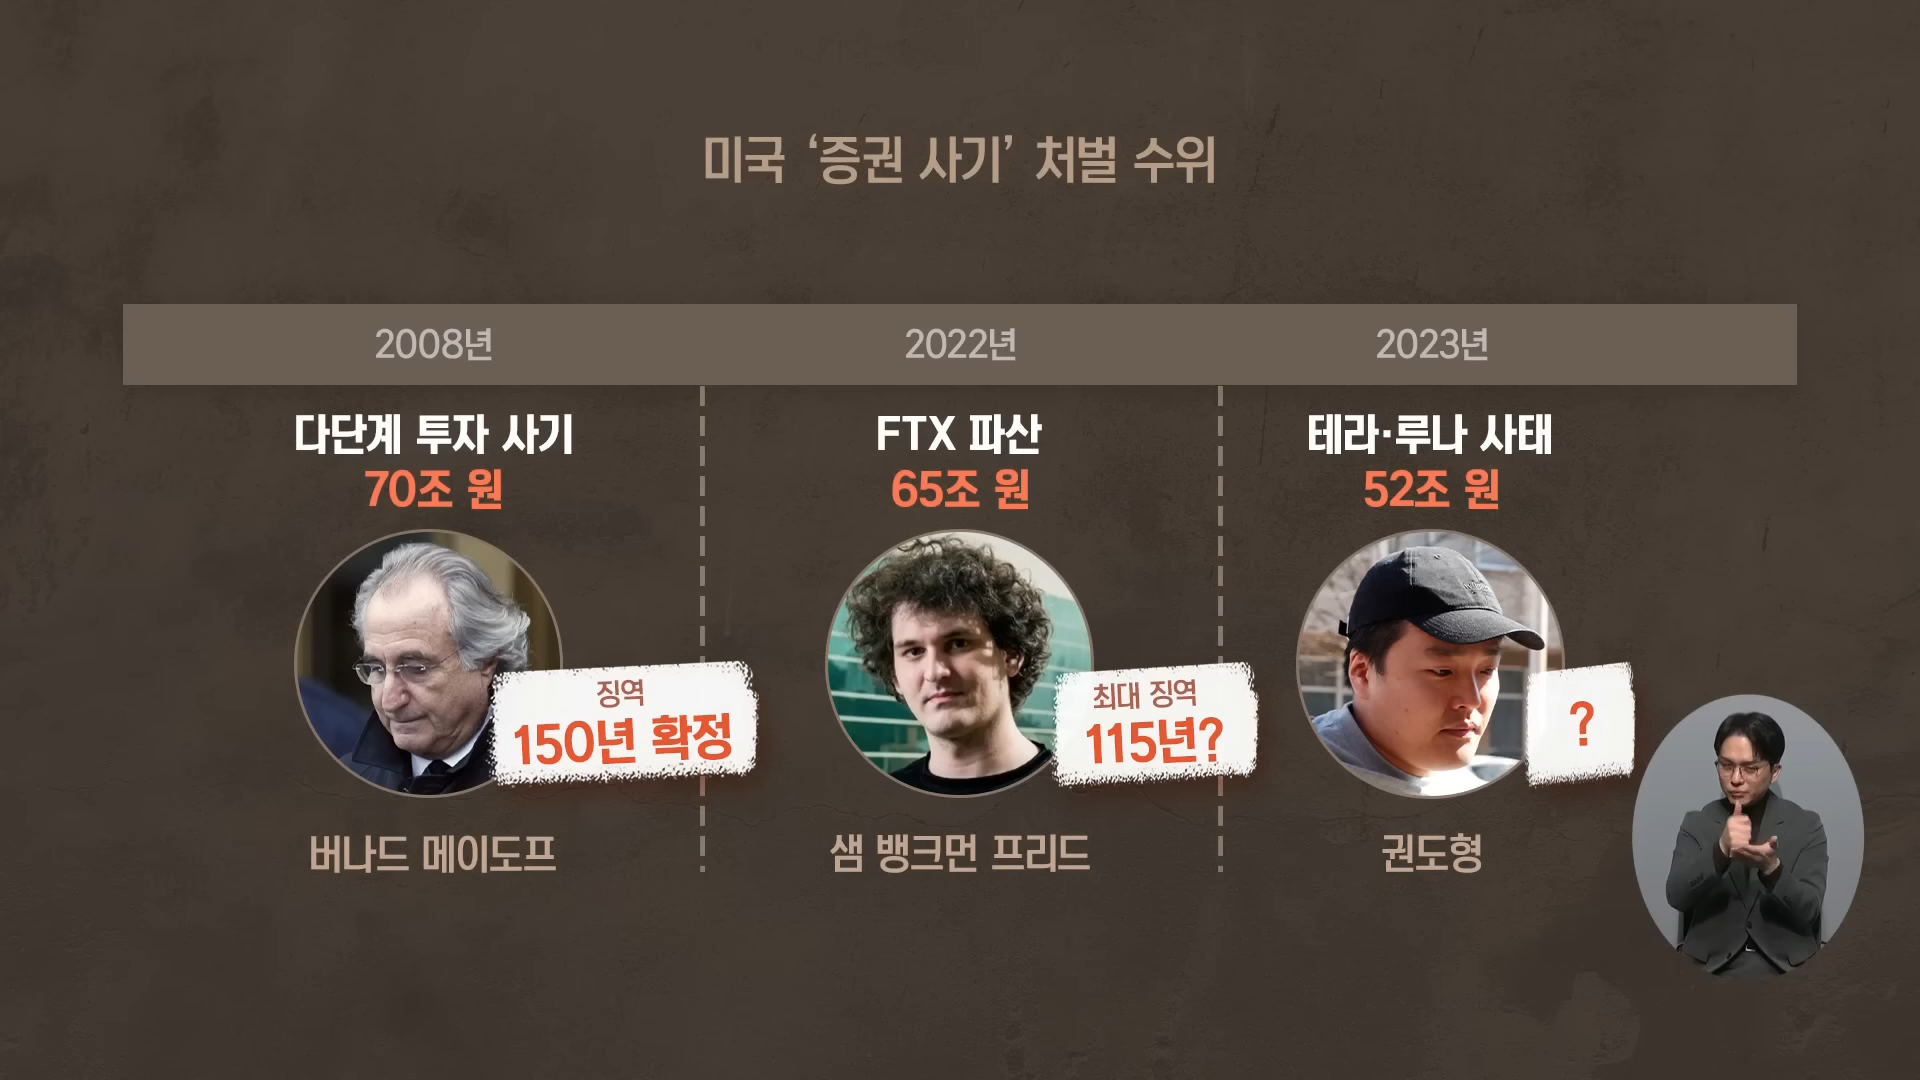 미국 ‘증권 사기’ 처벌 수위
2008년
2022년
2023년
다단계 투자 사기
70조 원
FTX 파산
65조 원
테라·루나 사태
52조 원
징역
150년 확정
최대 징역
115년?
?
버나드 메이도프
샘 뱅크먼 프리드
권도형